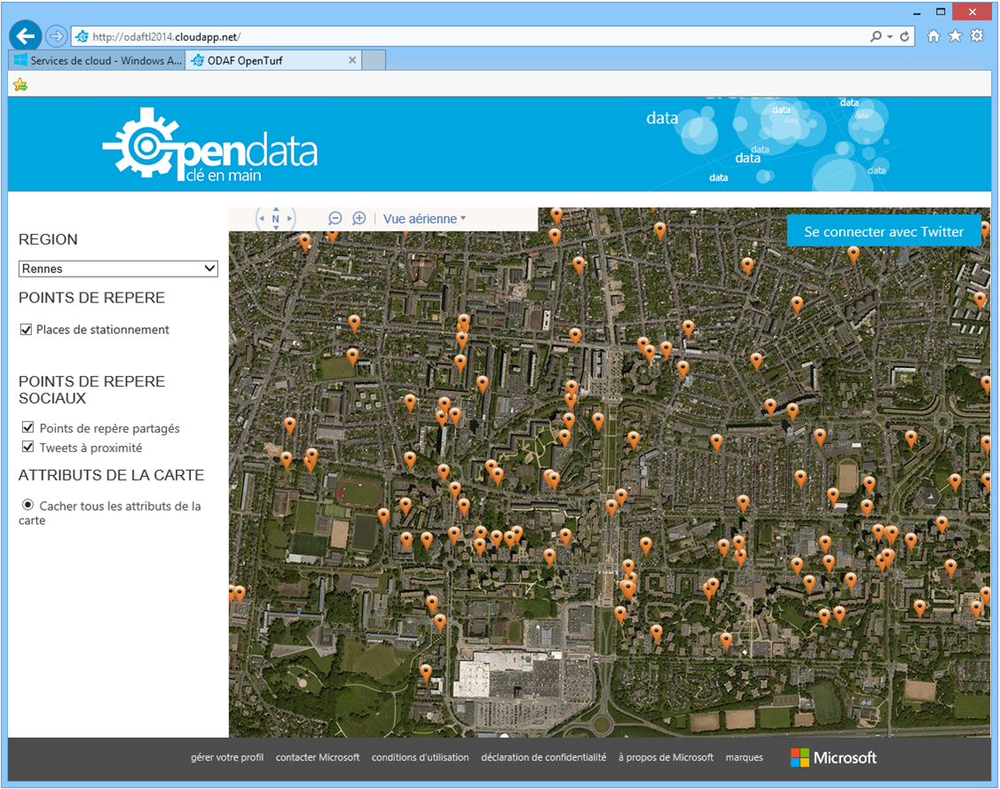 http://odaftl2014.cloudapp.net/
Services de cloud - Windows A...
ODAF OpenTurf
Opendata
clé en main
data
data
data
data
data
data
data
data
data
REGION
Rennes
POINTS DE REPERE
Places de stationnement
POINTS DE REPERE
SOCIAUX
Points de repère partagés
Tweets à proximité
ATTRIBUTS DE LA CARTE
Cacher tous les attributs de la
carte
N
Vue aérienne
Se connecter avec Twitter
gérer votre profil contacter Microsoft conditions d'utilisation déclaration de confidentialité à propos de Microsoft marques
Microsoft